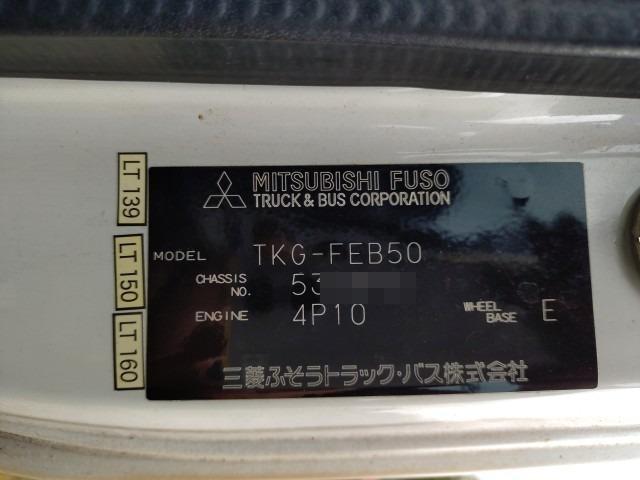 MITSUBISHI FUSO
TRUCK & BUS CORPORATION
MODEL TKG-FEB50
CHASSIS NO. 53
ENGINE 4P10 WHEEL BASE E
三菱ふそうトラック・バス株式会社
LT 139
LT 150
LT 160